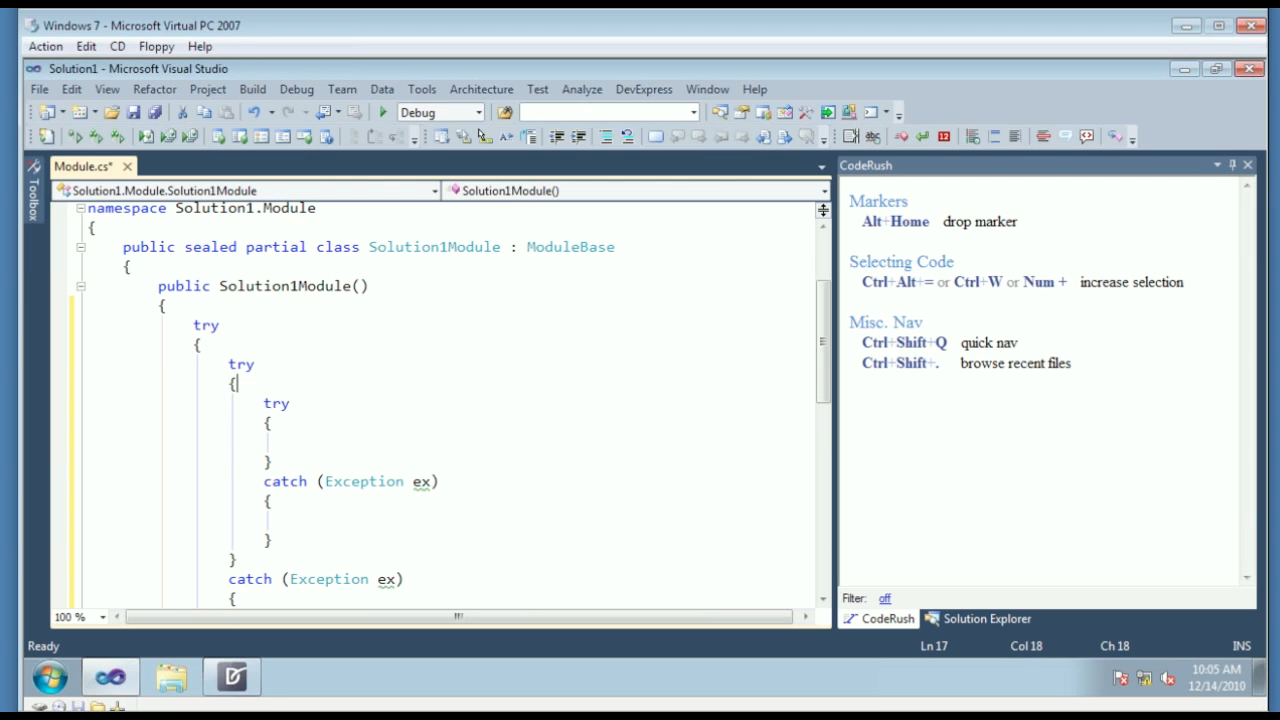 Windows 7 - Microsoft Virtual PC 2007
Action Edit CD Floppy Help
Solution1 - Microsoft Visual Studio
File Edit View Refactor Project Build Debug Team Data Tools Architecture Test Analyze DevExpress Window Help
Debug
Module.cs*
Solution1.Module.Solution1Module
Solution1Module()
Toolbox
namespace Solution1.Module
{
public sealed partial class Solution1Module : ModuleBase
{
public Solution1Module()
{
try
{
try
{
try
{
}
catch (Exception ex)
{
}
}
catch (Exception ex)
{
100 %
CodeRush
Markers
Alt+Home drop marker
Selecting Code
Ctrl+Alt+= or Ctrl+W or Num + increase selection
Misc. Nav
Ctrl+Shift+Q quick nav
Ctrl+Shift+. browse recent files
Filter: off
CodeRush Solution Explorer
Ready Ln 17 Col 18 Ch 18 INS
10:05 AM
12/14/2010